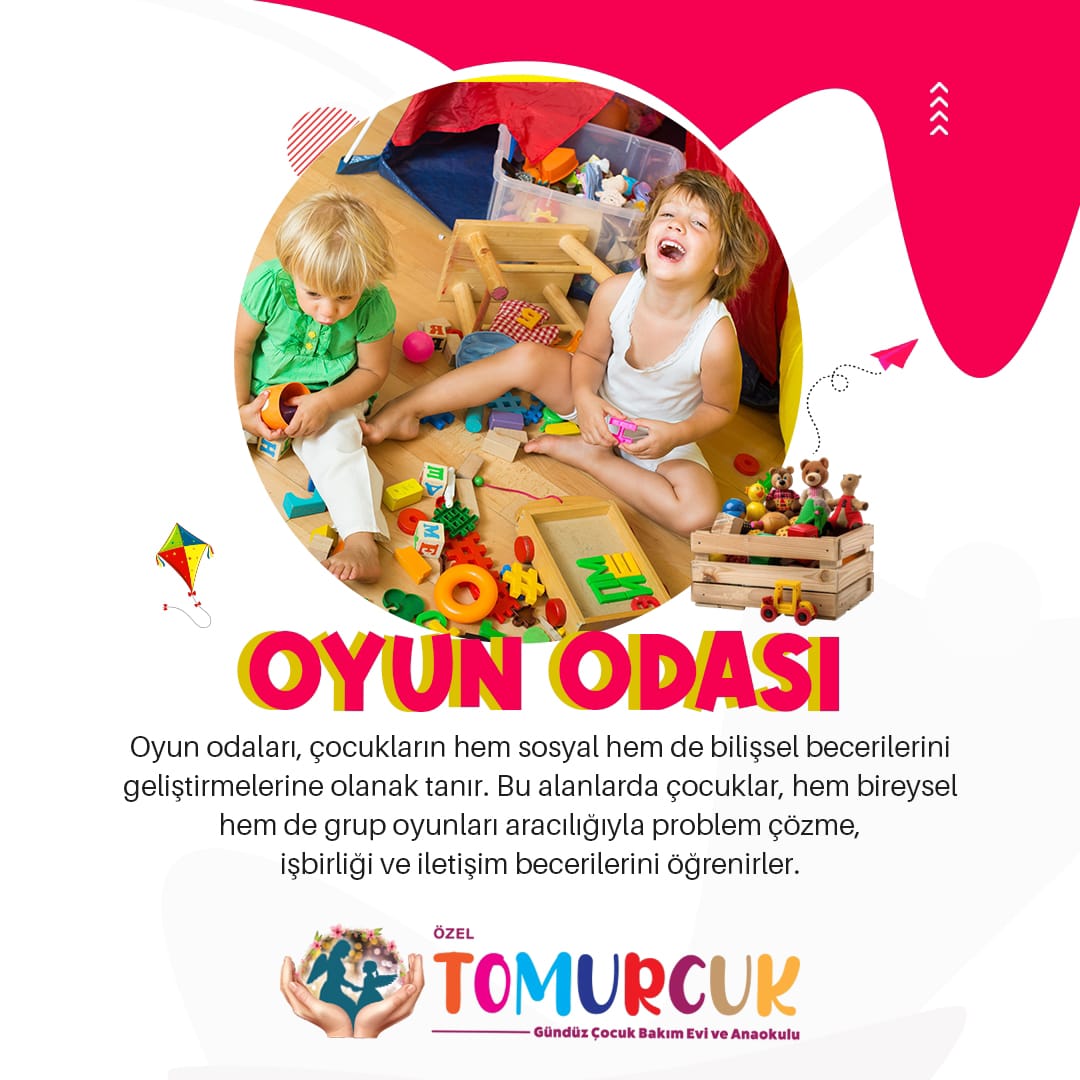 OYUN ODASI
Oyun odaları, çocukların hem sosyal hem de bilişsel becerilerini
geliştirmelerine olanak tanır. Bu alanlarda çocuklar, hem bireysel
hem de grup oyunları aracılığıyla problem çözme,
işbirliği ve iletişim becerilerini öğrenirler.
ÖZEL
TOMURCUK
Gündüz Çocuk Bakım Evi ve Anaokulu